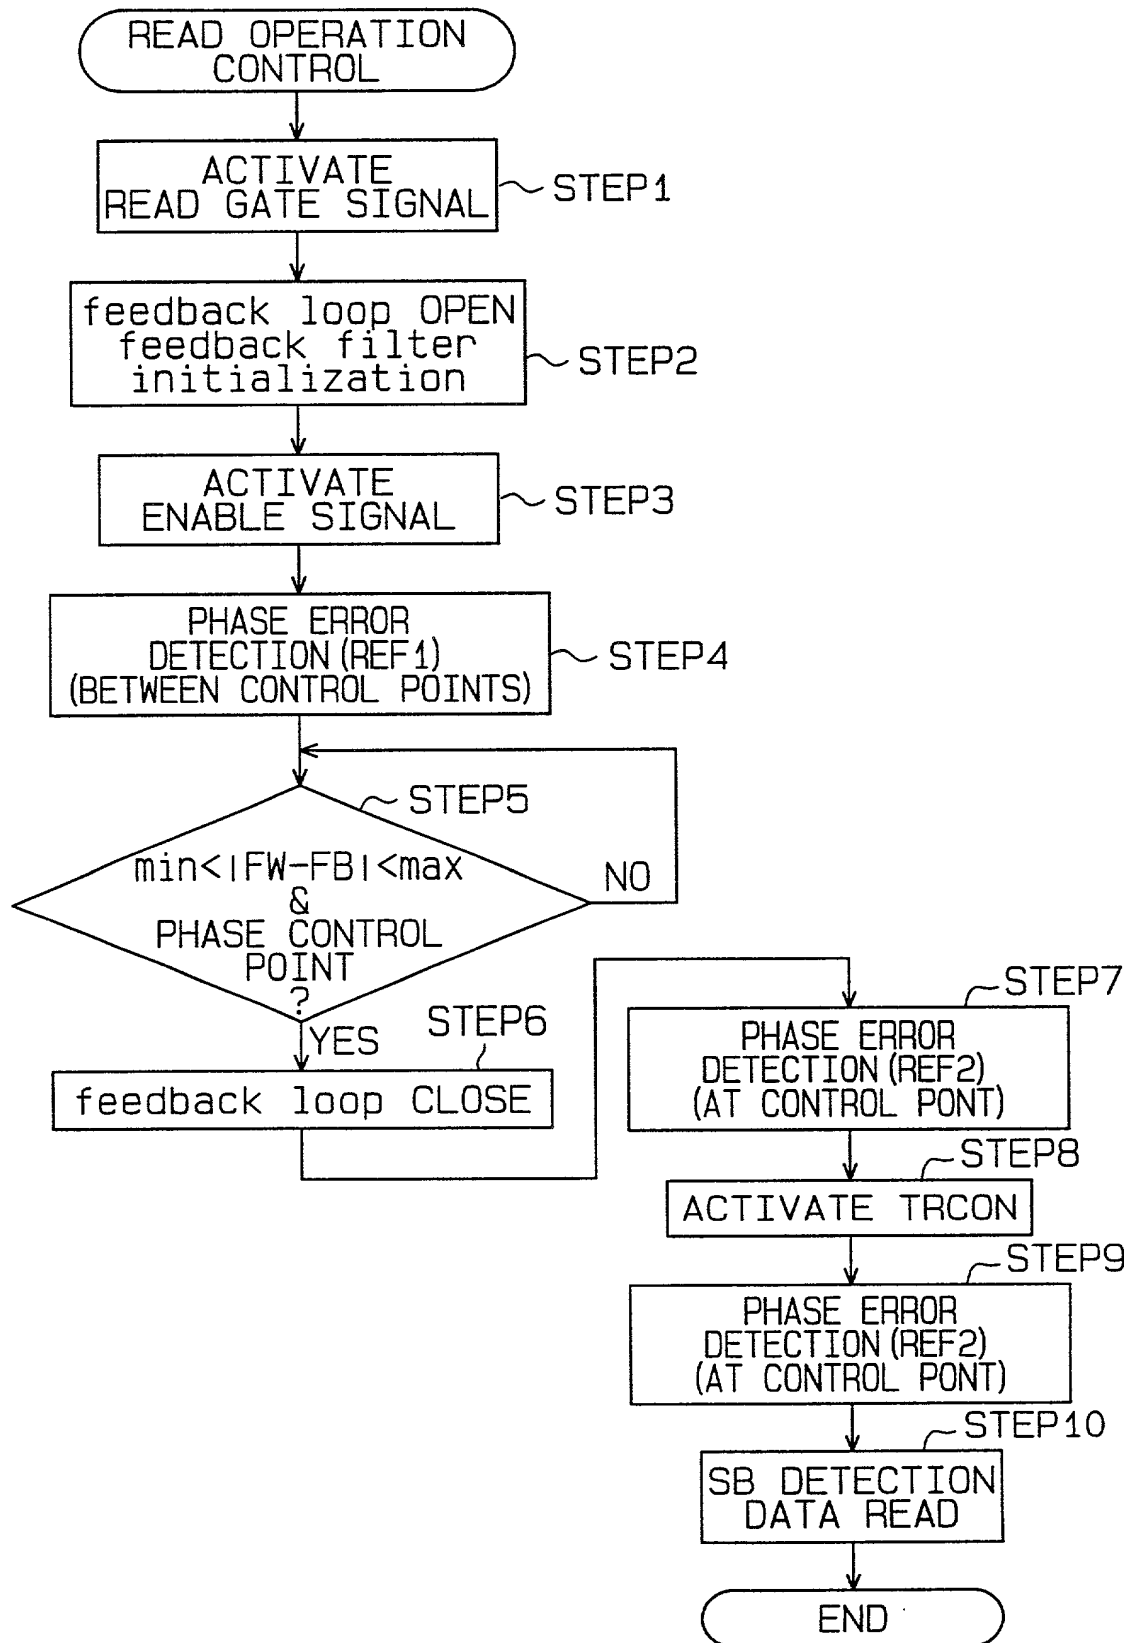 READ OPERATION
CONTROL
ACTIVATE
READ GATE SIGNAL
STEP1
feedback loop OPEN
feedback filter
initialization
STEP2
ACTIVATE
ENABLE SIGNAL
STEP3
PHASE ERROR
DETECTION(REF1)
(BETWEEN CONTROL POINTS)
STEP4
STEP5
min<|FW-FB|<max
&
PHASE CONTROL
POINT
?
NO
YES
STEP6
feedback loop CLOSE
STEP7
PHASE ERROR
DETECTION(REF2)
(AT CONTROL PONT)
STEP8
ACTIVATE TRCON
STEP9
PHASE ERROR
DETECTION(REF2)
(AT CONTROL PONT)
STEP10
SB DETECTION
DATA READ
END